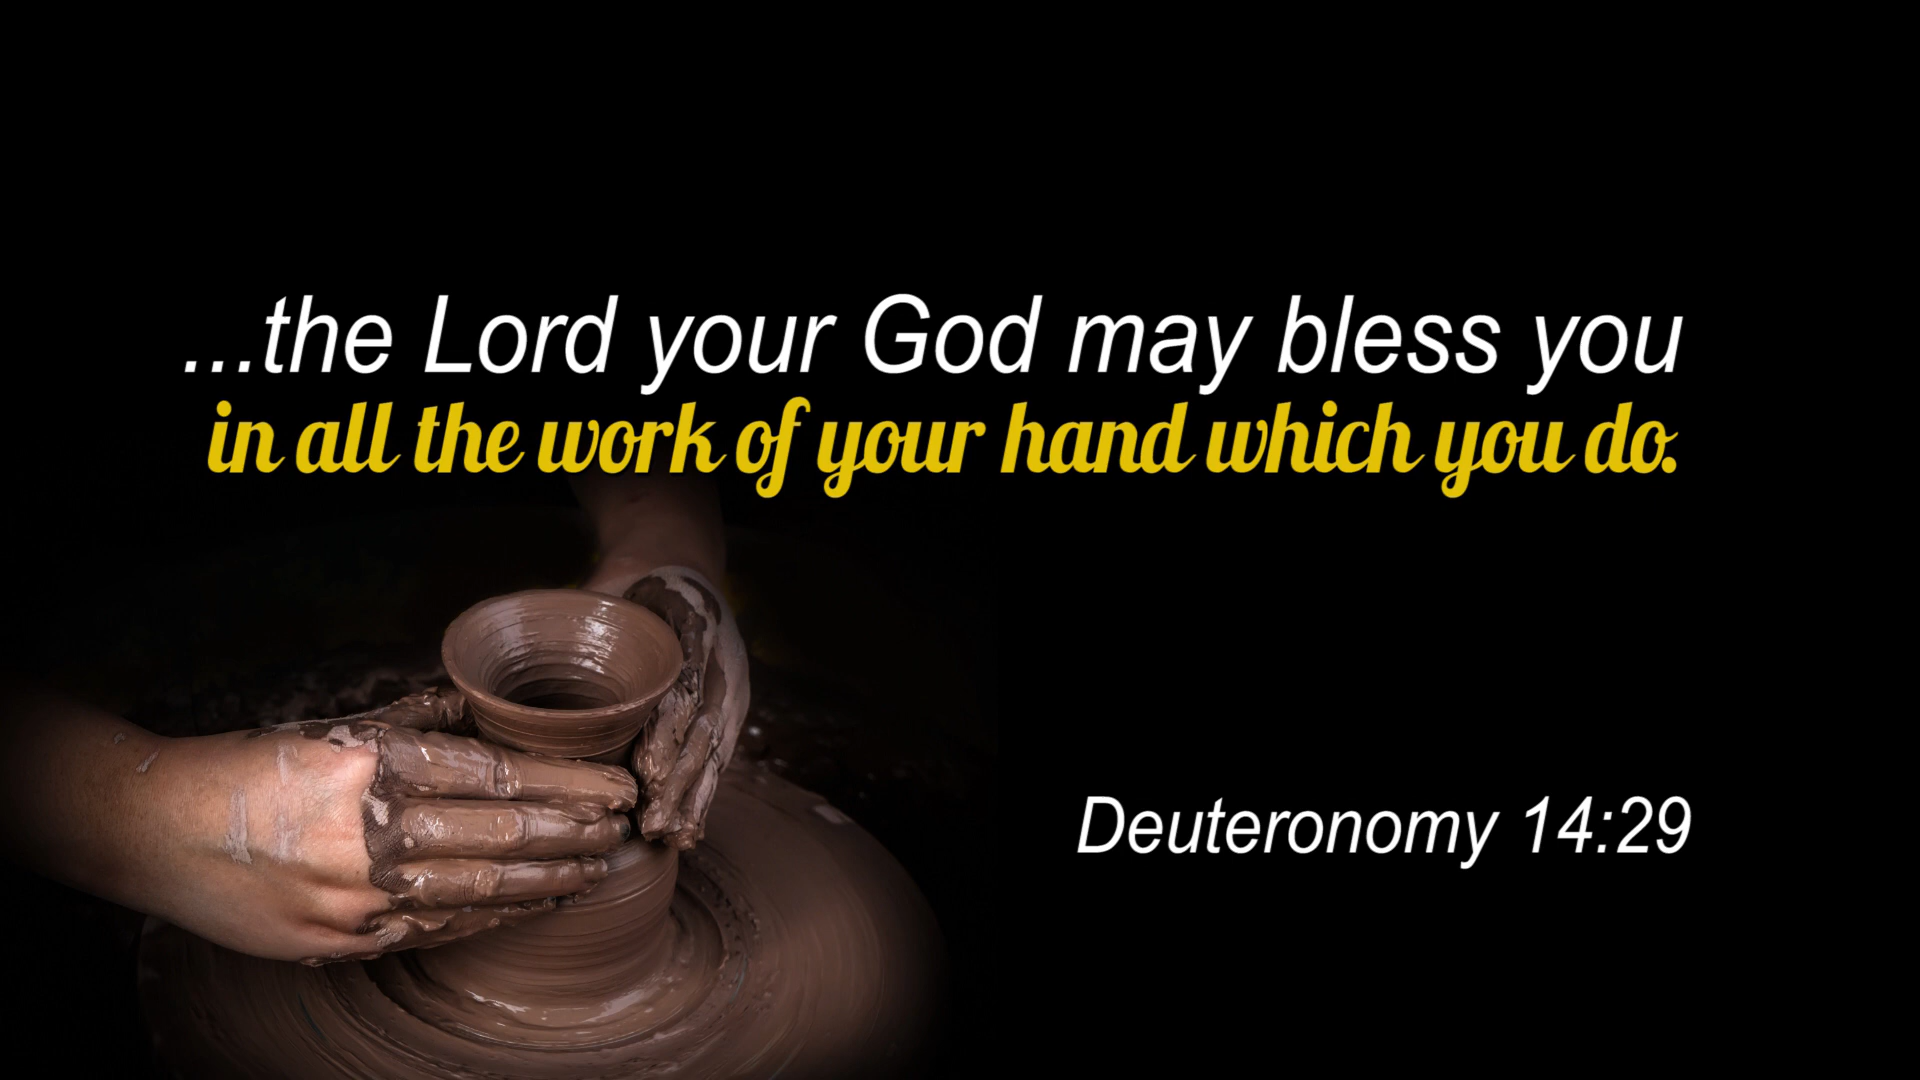 ...the Lord your God may bless you
in all the work of your hand which you do.
Deuteronomy 14:29